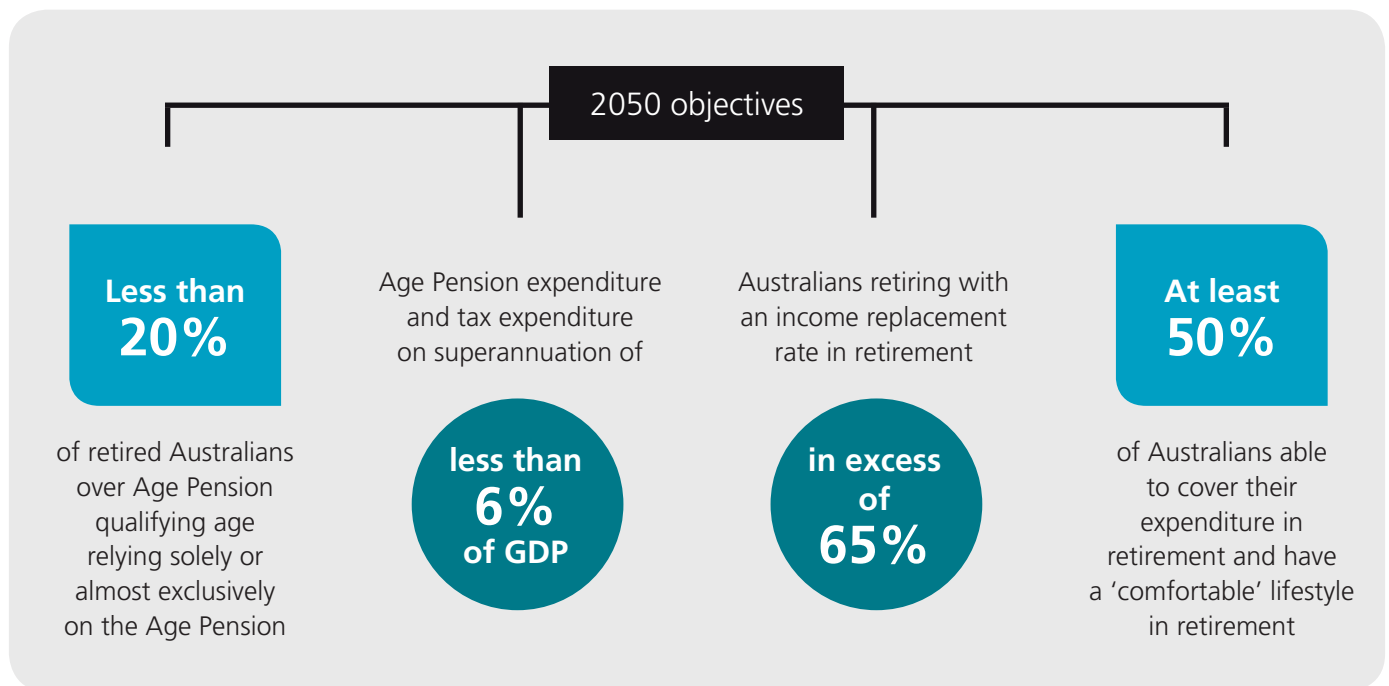 2050 objectives
Less than
20%
of retired Australians
over Age Pension
qualifying age
relying solely or
almost exclusively
on the Age Pension
Age Pension expenditure
and tax expenditure
on superannuation of
less than
6%
of GDP
Australians retiring with
an income replacement
rate in retirement
in excess
of
65%
At least
50%
of Australians able
to cover their
expenditure in
retirement and have
a ‘comfortable’ lifestyle
in retirement